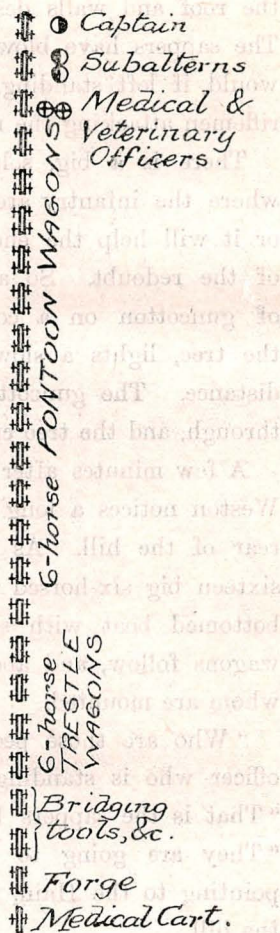 Captain
Subalterns
Medical &
Veterinary
Officers.
6-horse PONTOON WAGONS
6-horse
TRESTLE
WAGONS
Bridging
tools, &c.
Forge
Medical Cart.